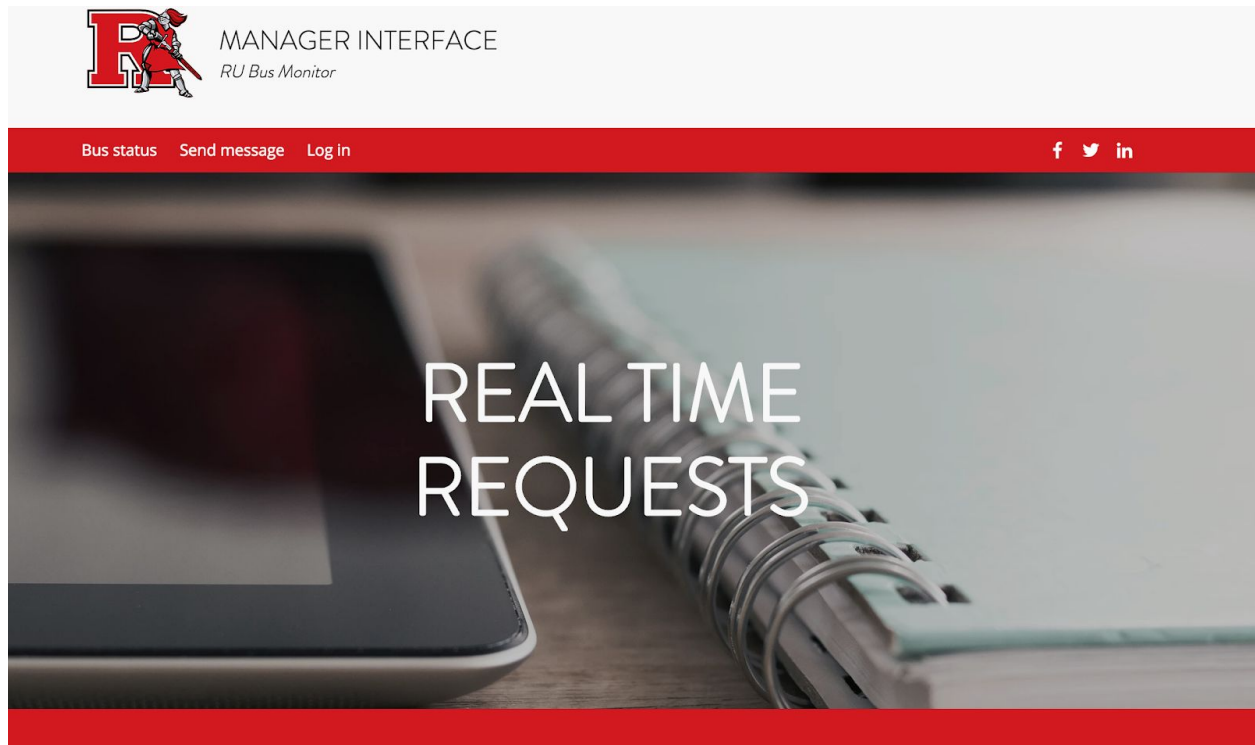 R
MANAGER INTERFACE
RU Bus Monitor
Bus status Send message Log in
f in
REAL TIME
REQUESTS